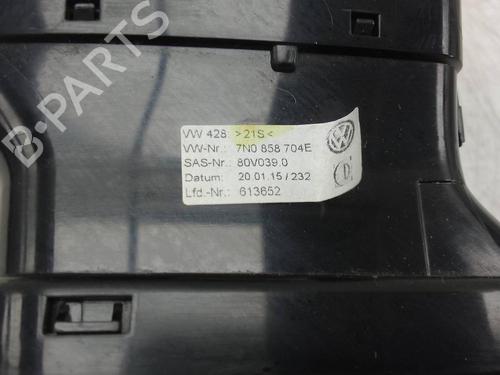 B-PARTS
VW 428 >21S<
VW-Nr.: 7N0 858 704E
SAS-Nr.: 80V039.0
Datum: 20.01.15 / 232
Lfd.-Nr.: 613652
D